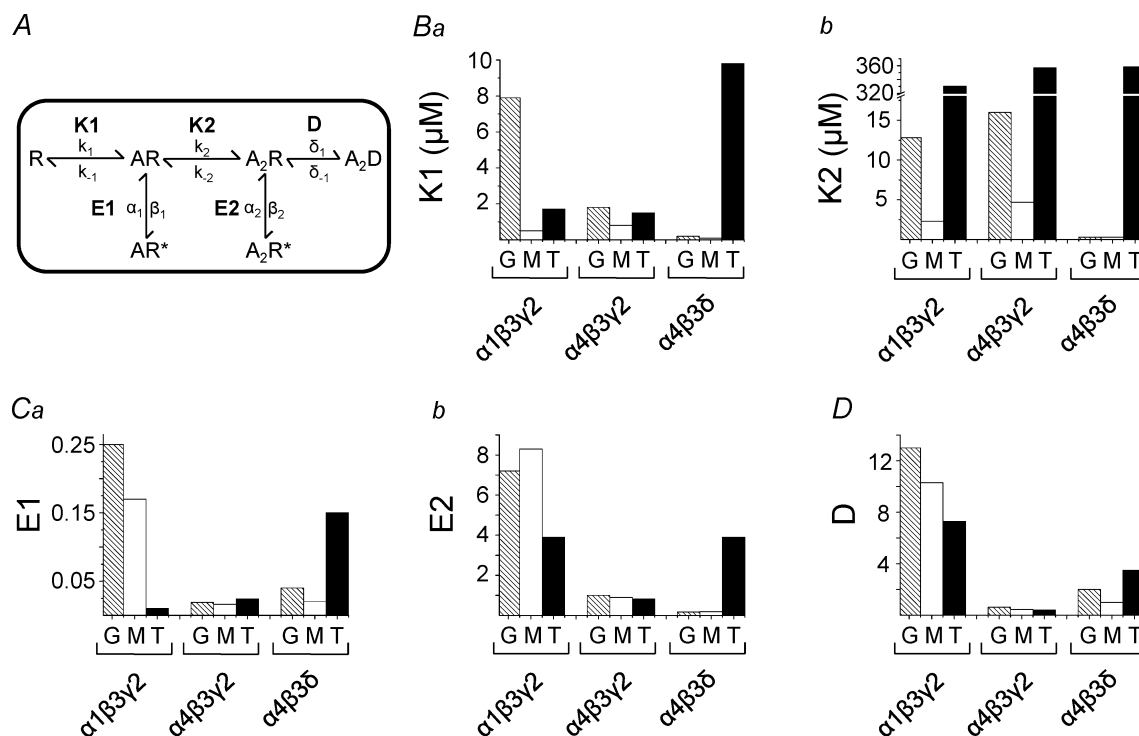 A
K1 K2 D
k₁ k₂ δ₁
R AR A₂R A₂D
k₋₁ k₋₂ δ₋₁
E1 α₁ β₁ E2 α₂ β₂
AR* A₂R*
Ba
K1 (μM)
10
8
6
4
2
G M T G M T G M T
α1β3γ2 α4β3γ2 α4β3δ
b
K2 (μM)
360
320
320
15
10
5
G M T G M T G M T
α1β3γ2 α4β3γ2 α4β3δ
Ca
E1
0.25
0.15
0.05
G M T G M T G M T
α1β3γ2 α4β3γ2 α4β3δ
b
E2
8
6
4
2
G M T G M T G M T
α1β3γ2 α4β3γ2 α4β3δ
D
D
12
8
4
G M T G M T G M T
α1β3γ2 α4β3γ2 α4β3δ